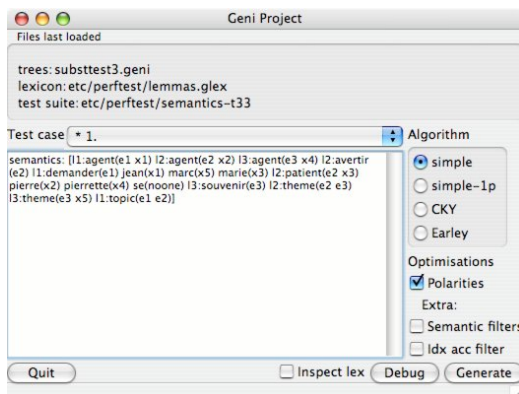 Geni Project
Files last loaded
trees: substtest3.geni
lexicon: etc/perftest/lemmas.glex
test suite: etc/perftest/semantics-t33
Test case * 1.
Algorithm
semantics: [l1:agent(e1 x1) l2:agent(e2 x2) l3:agent(e3 x4) l2:avertir
(e2) l1:demander(e1) jean(x1) marc(x5) marie(x3) l2:patient(e2 x3)
pierre(x2) pierrette(x4) se(noone) l3:souvenir(e3) l2:theme(e2 e3)
l3:theme(e3 x5) l1:topic(e1 e2)]
simple
simple-1p
CKY
Earley
Optimisations
Polarities
Extra:
Semantic filters
Idx acc filter
Quit
Inspect lex
Debug
Generate